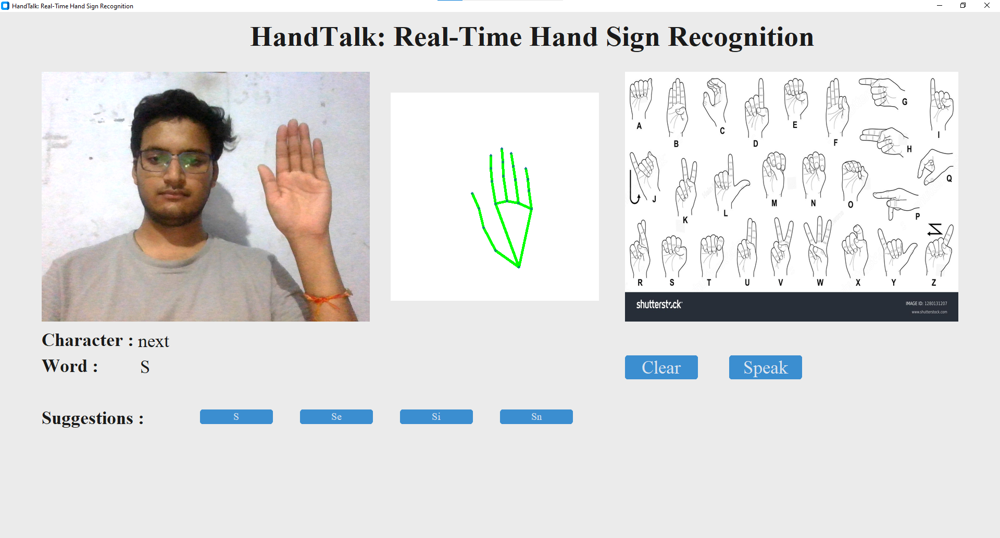 HandTalk: Real-Time Hand Sign Recognition
HandTalk: Real-Time Hand Sign Recognition
A
B
C
D
E
F
G
H
I
J
K
L
M
N
O
P
Q
R
S
T
U
V
W
X
Y
Z
shutterstock
IMAGE ID: 1280131207
www.shutterstock.com
Character : next
Word : S
Clear
Speak
Suggestions :
S
Se
Si
Sn